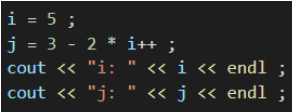 i = 5 ;
j = 3 - 2 * i++ ;
cout << "i: " << i << endl ;
cout << "j: " << j << endl ;